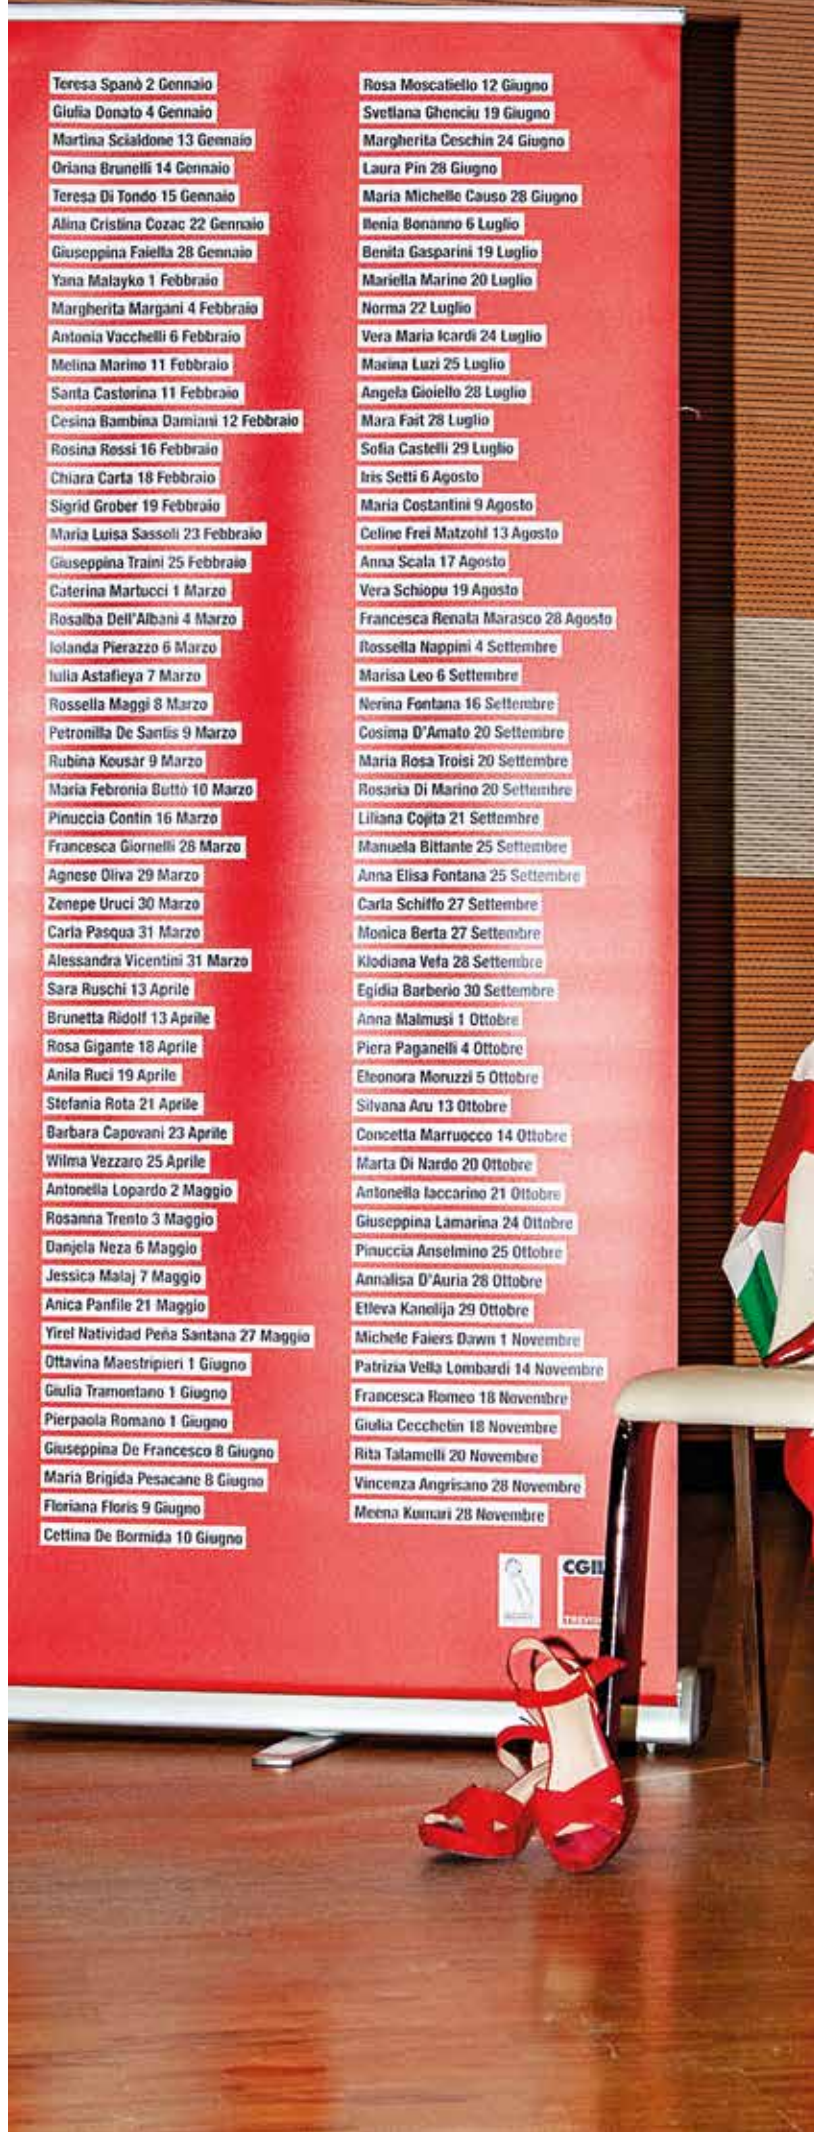 Teresa Spanò 2 Gennaio
Giulia Donato 4 Gennaio
Martina Scialdone 13 Gennaio
Oriana Brunelli 14 Gennaio
Teresa Di Tondo 15 Gennaio
Alina Cristina Cozac 22 Gennaio
Giuseppina Faiella 28 Gennaio
Yana Malayko 1 Febbraio
Margherita Margani 4 Febbraio
Antonia Vacchelli 6 Febbraio
Melina Marino 11 Febbraio
Santa Castorina 11 Febbraio
Cesina Bambina Damiani 12 Febbraio
Rosina Rossi 16 Febbraio
Chiara Carta 18 Febbraio
Sigrid Grober 19 Febbraio
Maria Luisa Sassoli 23 Febbraio
Giuseppina Traini 25 Febbraio
Caterina Martucci 1 Marzo
Rosalba Dell'Albani 4 Marzo
Iolanda Pierazzo 6 Marzo
Iulia Astafieya 7 Marzo
Rossella Maggi 8 Marzo
Petronilla De Santis 9 Marzo
Rubina Kousar 9 Marzo
Maria Febronia Buttò 10 Marzo
Pinuccia Contin 16 Marzo
Francesca Giornelli 28 Marzo
Agnese Oliva 29 Marzo
Zenepe Uruci 30 Marzo
Carla Pasqua 31 Marzo
Alessandra Vicentini 31 Marzo
Sara Ruschi 13 Aprile
Brunetta Ridolf 13 Aprile
Rosa Gigante 18 Aprile
Anila Ruci 19 Aprile
Stefania Rota 21 Aprile
Barbara Capovani 23 Aprile
Wilma Vezzaro 25 Aprile
Antonella Lopardo 2 Maggio
Rosanna Trento 3 Maggio
Danjela Neza 6 Maggio
Jessica Malaj 7 Maggio
Anica Panfile 21 Maggio
Yirel Natividad Peña Santana 27 Maggio
Ottavina Maestripieri 1 Giugno
Giulia Tramontano 1 Giugno
Pierpaola Romano 1 Giugno
Giuseppina De Francesco 8 Giugno
Maria Brigida Pesacane 8 Giugno
Floriana Floris 9 Giugno
Cettina De Bormida 10 Giugno
Rosa Moscatiello 12 Giugno
Svetlana Ghenciu 19 Giugno
Margherita Ceschin 24 Giugno
Laura Pin 28 Giugno
Maria Michelle Causo 28 Giugno
Ilenia Bonanno 6 Luglio
Benita Gasparini 19 Luglio
Mariella Marino 20 Luglio
Norma 22 Luglio
Vera Maria Icardi 24 Luglio
Marina Luzi 25 Luglio
Angela Gioiello 28 Luglio
Mara Fait 28 Luglio
Sofia Castelli 29 Luglio
Iris Setti 6 Agosto
Maria Costantini 9 Agosto
Celine Frei Matzohl 13 Agosto
Anna Scala 17 Agosto
Vera Schiopu 19 Agosto
Francesca Renata Marasco 28 Agosto
Rossella Nappini 4 Settembre
Marisa Leo 6 Settembre
Nerina Fontana 16 Settembre
Cosima D'Amato 20 Settembre
Maria Rosa Troisi 20 Settembre
Rosaria Di Marino 20 Settembre
Liliana Cojita 21 Settembre
Manuela Bittante 25 Settembre
Anna Elisa Fontana 25 Settembre
Carla Schiffo 27 Settembre
Monica Berta 27 Settembre
Klodiana Vefa 28 Settembre
Egidia Barberio 30 Settembre
Anna Malmusi 1 Ottobre
Piera Paganelli 4 Ottobre
Eleonora Moruzzi 5 Ottobre
Silvana Aru 13 Ottobre
Concetta Marruocco 14 Ottobre
Marta Di Nardo 20 Ottobre
Antonella Iaccarino 21 Ottobre
Giuseppina Lamarina 24 Ottobre
Pinuccia Anselmino 25 Ottobre
Annalisa D'Auria 28 Ottobre
Etleva Kanolija 29 Ottobre
Michele Faiers Dawn 1 Novembre
Patrizia Vella Lombardi 14 Novembre
Francesca Romeo 18 Novembre
Giulia Cecchetin 18 Novembre
Rita Talamelli 20 Novembre
Vincenza Angrisano 28 Novembre
Meena Kumari 28 Novembre
CGIL